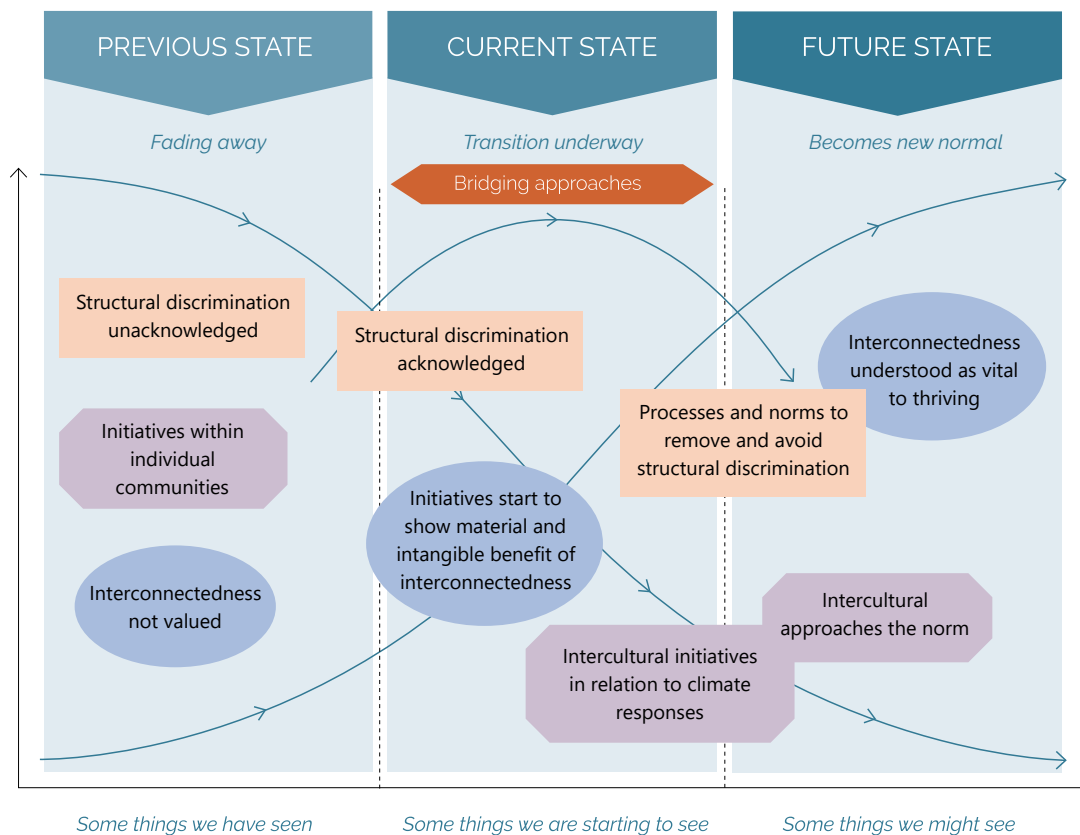 PREVIOUS STATE
CURRENT STATE
FUTURE STATE
Fading away
Transition underway
Becomes new normal
Bridging approaches
Structural discrimination
unacknowledged
Structural discrimination
acknowledged
Interconnectedness
understood as vital
to thriving
Processes and norms to
remove and avoid
structural discrimination
Initiatives within
individual
communities
Initiatives start to
show material and
intangible benefit of
interconnectedness
Interconnectedness
not valued
Intercultural
approaches the norm
Intercultural initiatives
in relation to climate
responses
Some things we have seen
Some things we are starting to see
Some things we might see